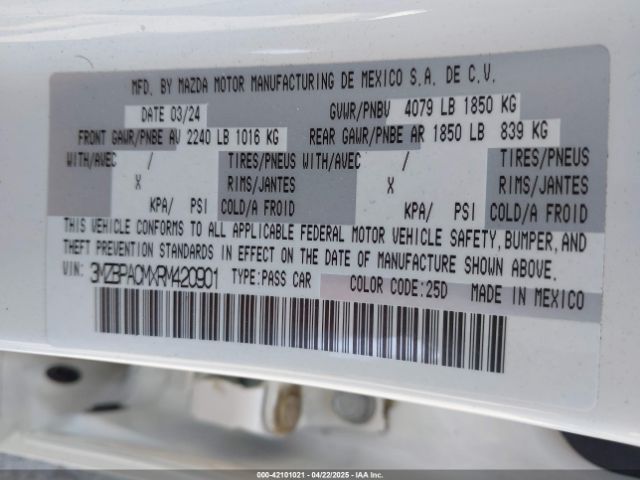 MFD. BY MAZDA MOTOR MANUFACTURING DE MEXICO S.A. DE C.V.
DATE 03/24 GVWR/PNBV 4079 LB 1850 KG
FRONT GAWR/PNBE AV 2240 LB 1016 KG REAR GAWR/PNBE AR 1850 LB 839 KG
WITH/AVEC / TIRES/PNEUS WITH/AVEC / TIRES/PNEUS
X RIMS/JANTES X RIMS/JANTES
KPA/ PSI COLD/A FROID KPA/ PSI COLD/A FROID
THIS VEHICLE CONFORMS TO ALL APPLICABLE FEDERAL MOTOR VEHICLE SAFETY, BUMPER, AND
THEFT PREVENTION STANDARDS IN EFFECT ON THE DATE OF MANUFACTURE SHOWN ABOVE.
VIN: 3MZBPACMXRM420901 TYPE:PASS CAR COLOR CODE:25D MADE IN MEXICO
000-42101021 | 04/22/2025 - IAAI.COM